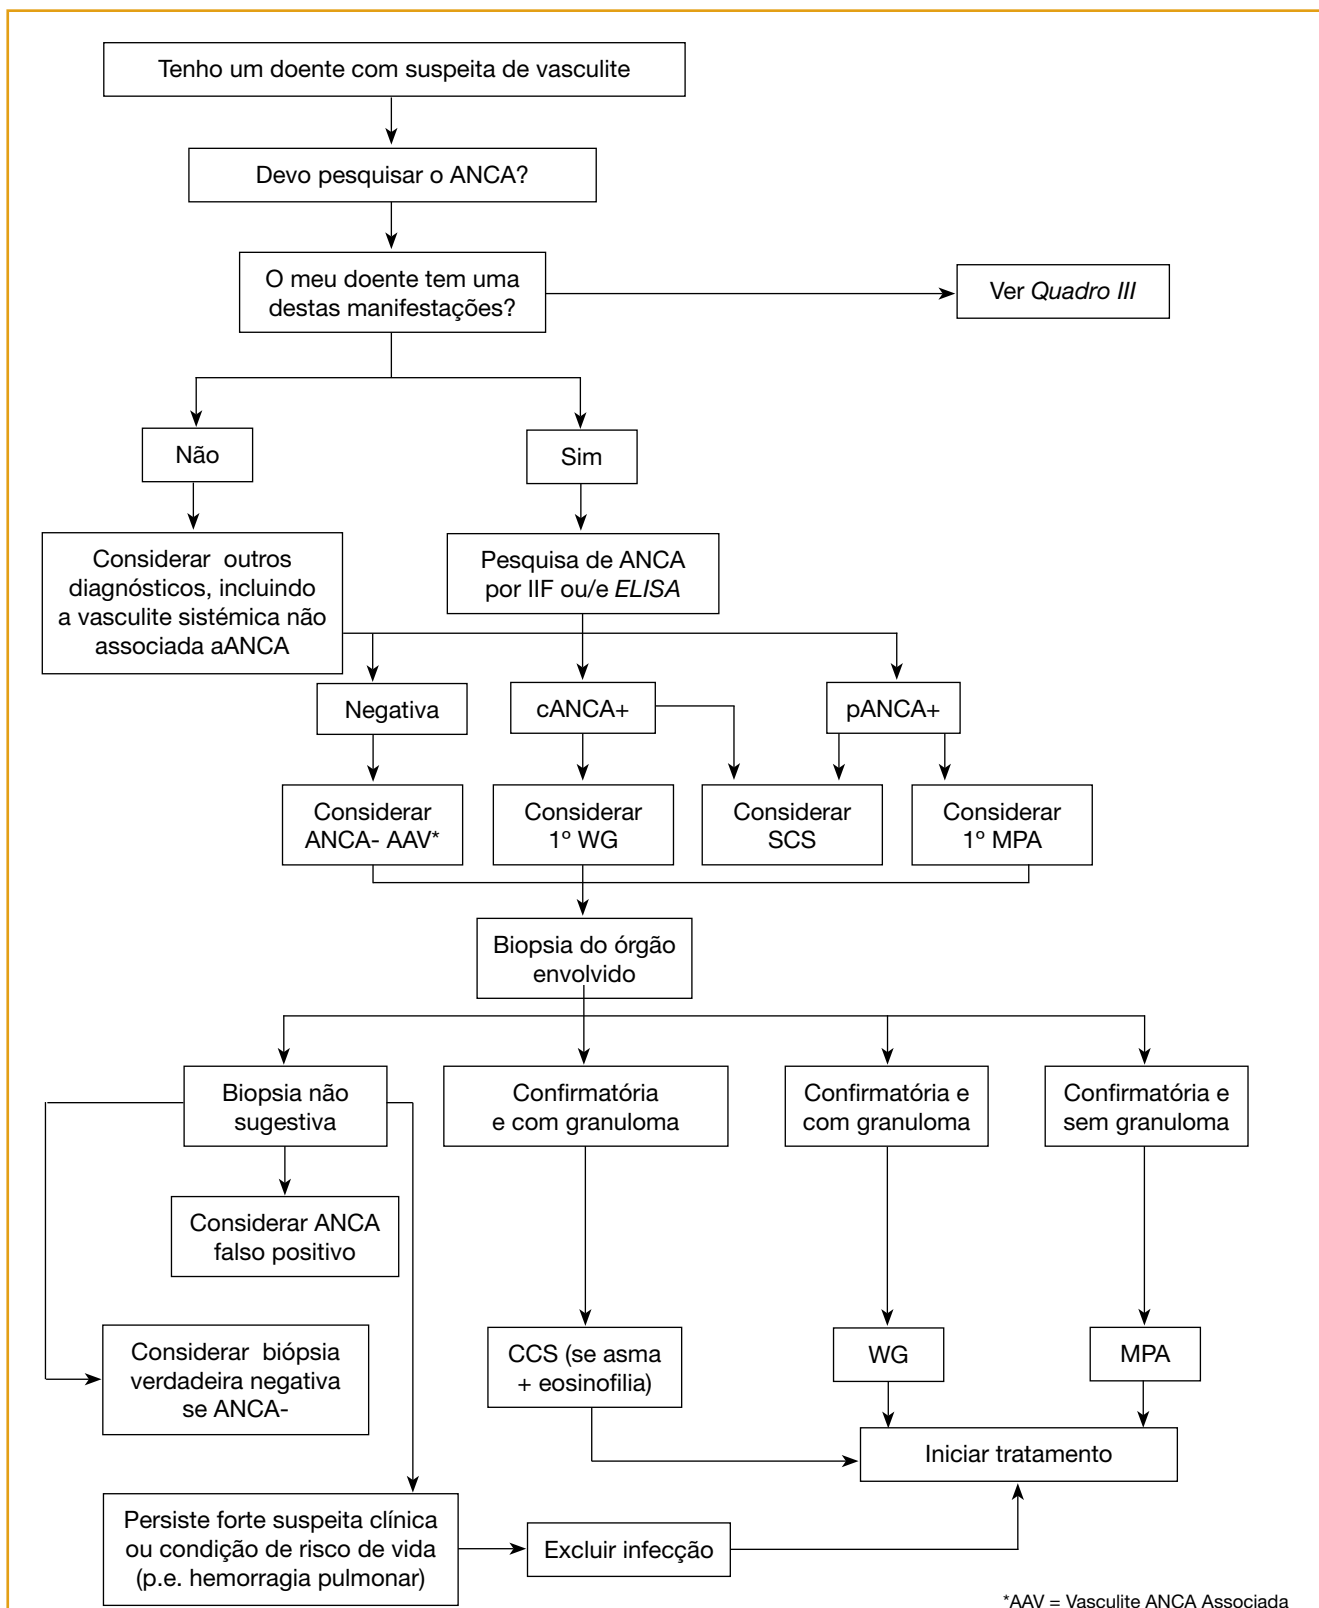 Tenho um doente com suspeita de vasculite
Devo pesquisar o ANCA?
O meu doente tem uma
destas manifestações?
Ver Quadro III
Não
Sim
Considerar outros
diagnósticos, incluindo
a vasculite sistémica não
associada aANCA
Pesquisa de ANCA
por IIF ou/e ELISA
Negativa
cANCA+
pANCA+
Considerar
ANCA- AAV*
Considerar
1º WG
Considerar
SCS
Considerar
1º MPA
Biopsia do órgão
envolvido
Biopsia não
sugestiva
Confirmatória
e com granuloma
Confirmatória e
com granuloma
Confirmatória e
sem granuloma
Considerar ANCA
falso positivo
Considerar biópsia
verdadeira negativa
se ANCA-
CCS (se asma
+ eosinofilia)
WG
MPA
Iniciar tratamento
Persiste forte suspeita clínica
ou condição de risco de vida
(p.e. hemorragia pulmonar)
Excluir infecção
*AAV = Vasculite ANCA Associada